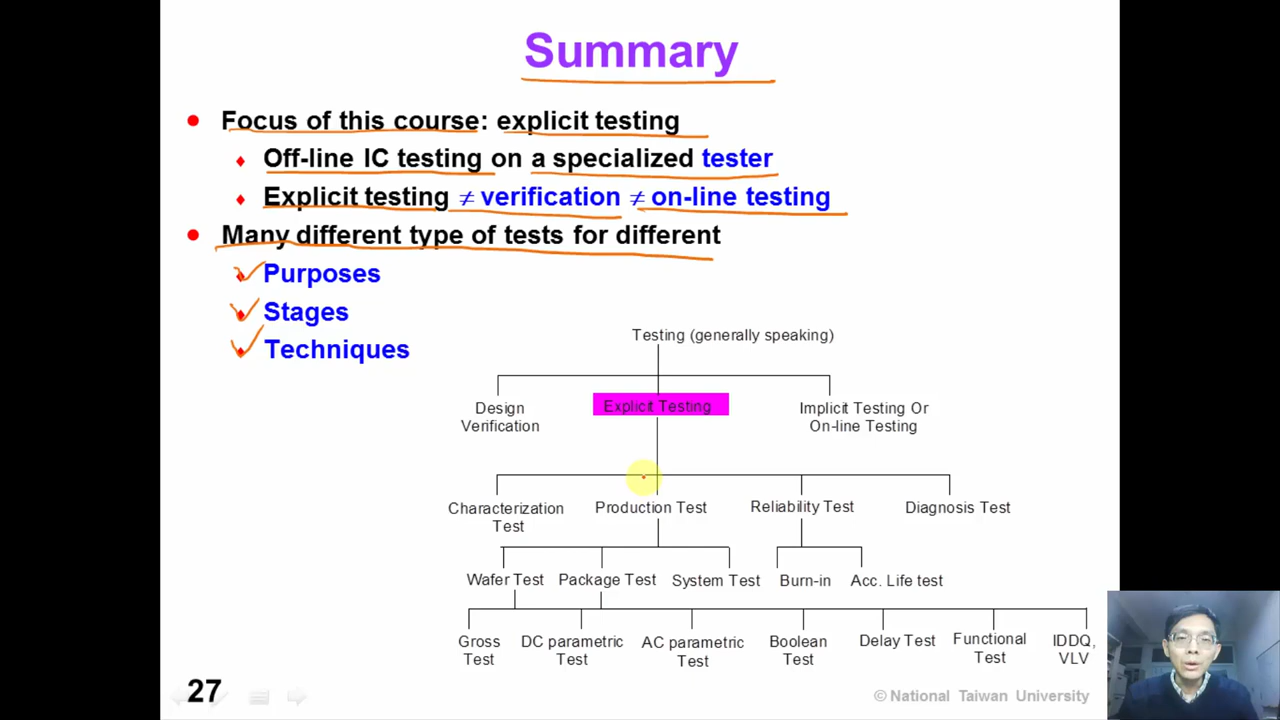 Summary
Focus of this course: explicit testing
Off-line IC testing on a specialized tester
Explicit testing ≠ verification ≠ on-line testing
Many different type of tests for different
Purposes
Stages
Techniques
Testing (generally speaking)
Design
Verification
Explicit Testing
Implicit Testing Or
On-line Testing
Characterization
Test
Production Test
Reliability Test
Diagnosis Test
Wafer Test
Package Test
System Test
Burn-in
Acc. Life test
Gross
Test
DC parametric
Test
AC parametric
Test
Boolean
Test
Delay Test
Functional
Test
IDDQ,
VLV
27
© National Taiwan University